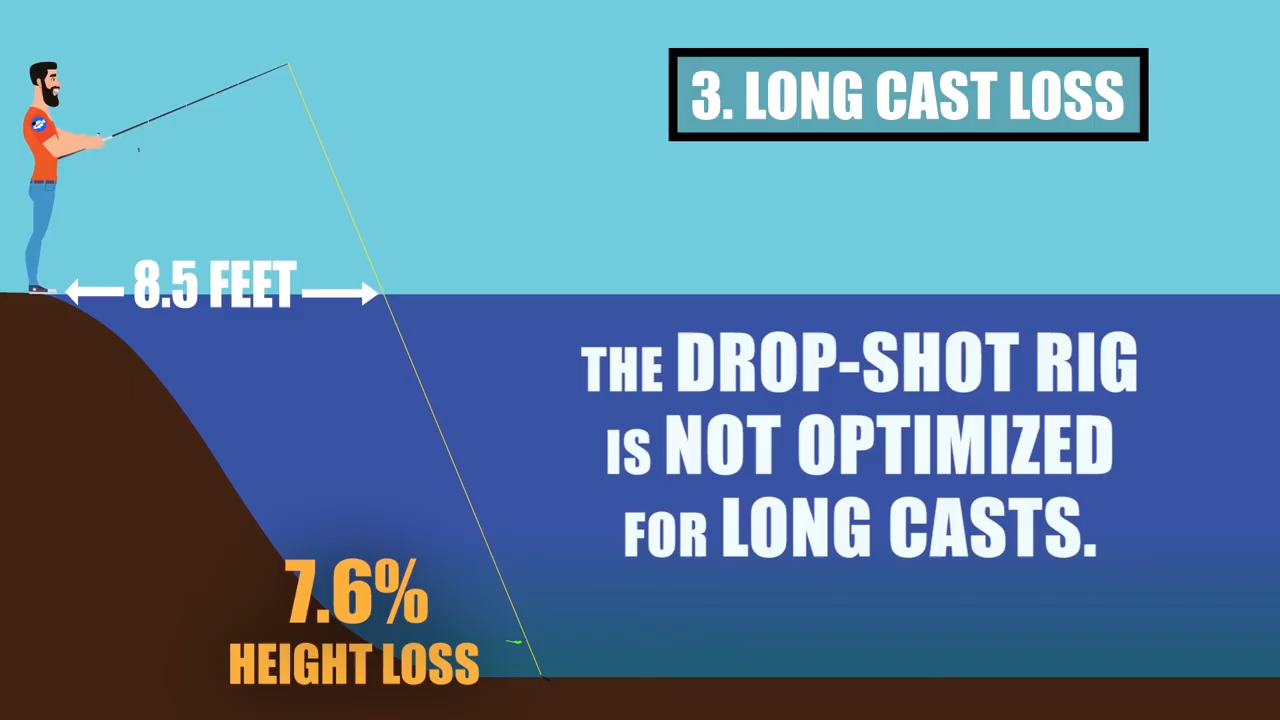 3. LONG CAST LOSS
8.5 FEET
THE DROP-SHOT RIG
IS NOT OPTIMIZED
FOR LONG CASTS.
7.6%
HEIGHT LOSS